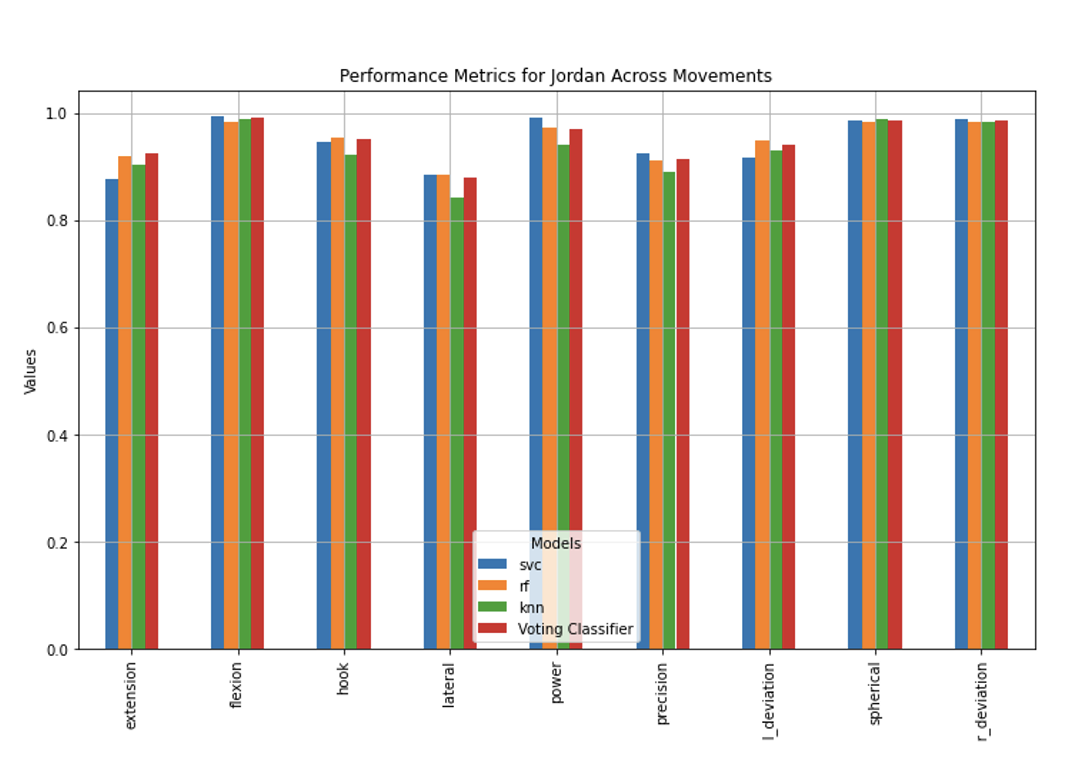 Performance Metrics for Jordan Across Movements
1.0
0.8
0.6
0.4
0.2
0.0
Values
Models
svc
rf
knn
Voting Classifier
extension
flexion
hook
lateral
power
precision
l_deviation
spherical
r_deviation